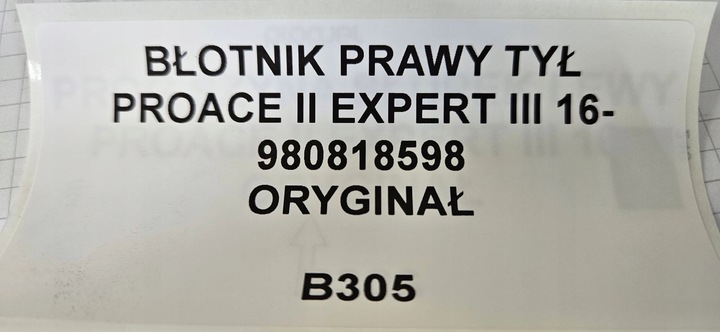 BŁOTNIK PRAWY TYŁ
PROACE II EXPERT III 16-
980818598
ORYGINAŁ
B305